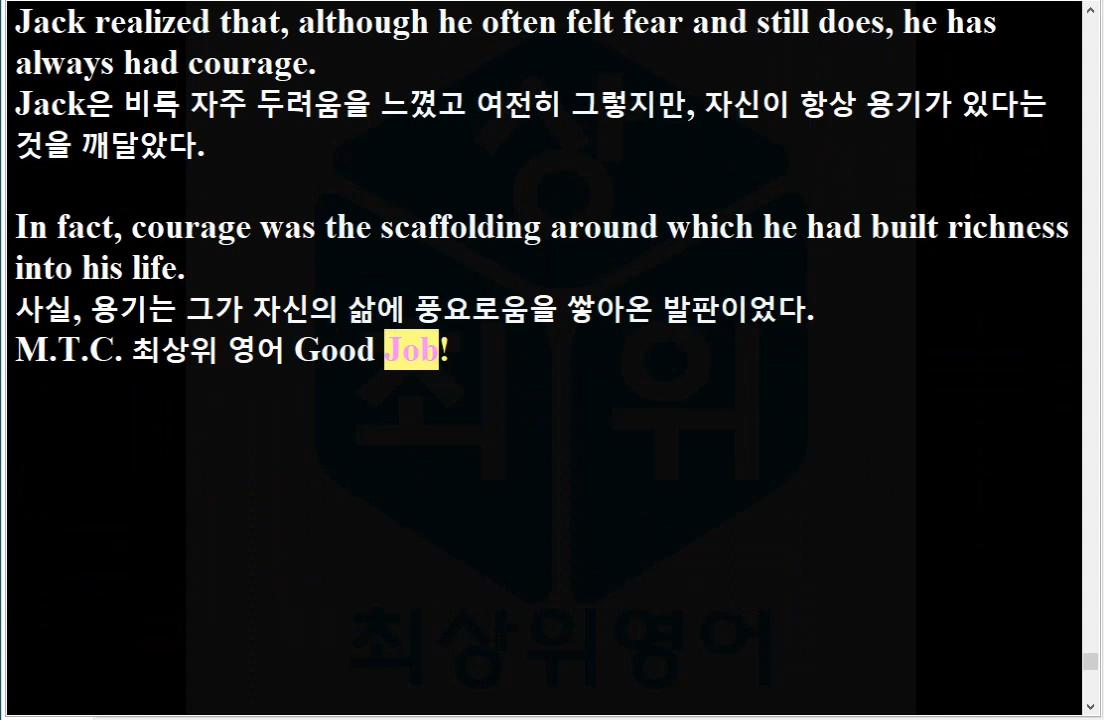 Jack realized that, although he often felt fear and still does, he has
always had courage.
Jack은 비록 자주 두려움을 느꼈고 여전히 그렇지만, 자신이 항상 용기가 있다는
것을 깨달았다.
In fact, courage was the scaffolding around which he had built richness
into his life.
사실, 용기는 그가 자신의 삶에 풍요로움을 쌓아온 발판이었다.
M.T.C. 최상위 영어 Good Job!
상
최 위
최상위영어